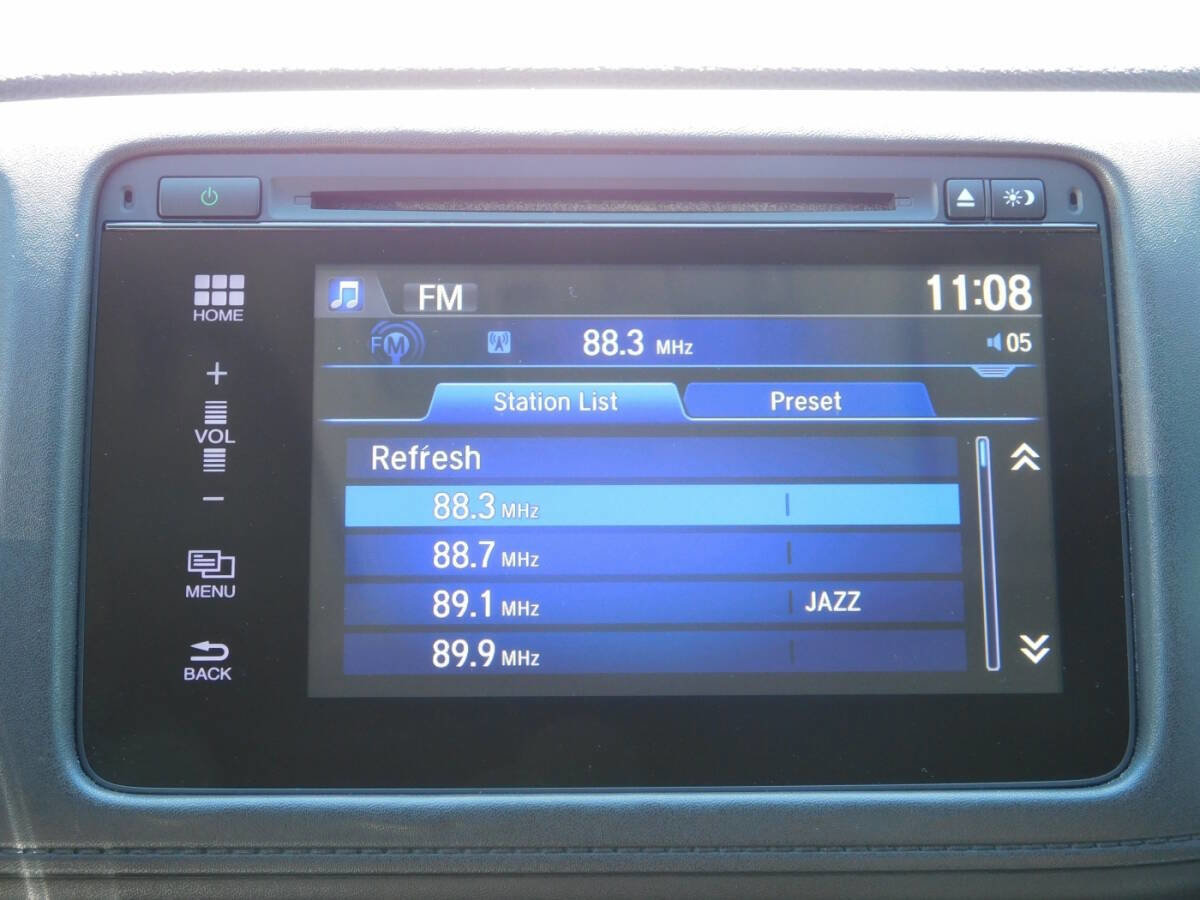 HOME
VOL
MENU
BACK
FM 11:08
FM 88.3 MHz 05
Station List Preset
Refresh
88.3 MHz
88.7 MHz
89.1 MHz JAZZ
89.9 MHz